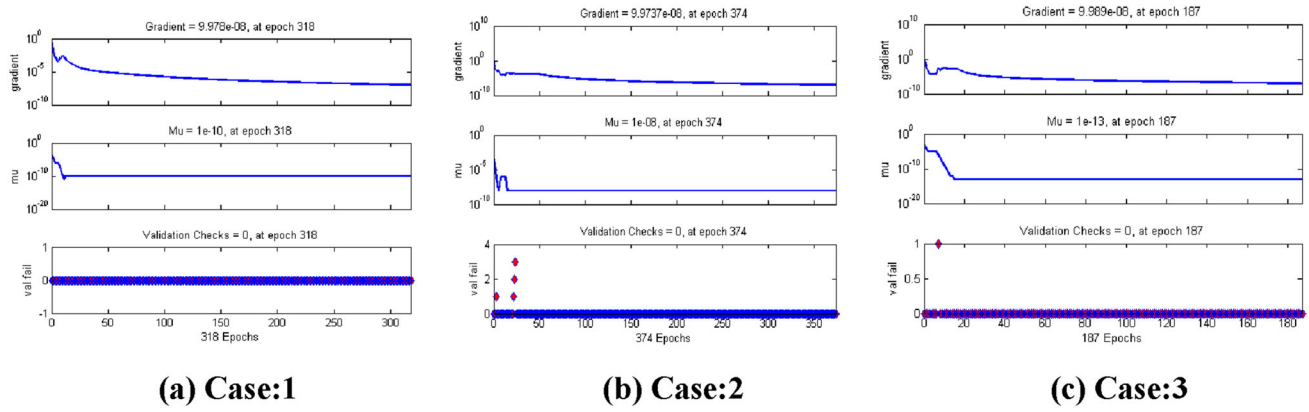 Gradient = 9.978e-08, at epoch 318
10^0
10^-5
10^-10
gradient
Mu = 1e-10, at epoch 318
10^0
10^-10
10^-20
mu
Validation Checks = 0, at epoch 318
1
0
-1
val fail
0 50 100 150 200 250 300
318 Epochs
(a) Case:1
Gradient = 9.9737e-08, at epoch 374
10^10
10^0
10^-10
gradient
Mu = 1e-08, at epoch 374
10^0
10^-5
10^-10
mu
Validation Checks = 0, at epoch 374
4
2
0
val fail
0 50 100 150 200 250 300 350
374 Epochs
(b) Case:2
Gradient = 9.989e-08, at epoch 187
10^10
10^0
10^-10
gradient
Mu = 1e-13, at epoch 187
10^0
10^-10
10^-20
mu
Validation Checks = 0, at epoch 187
1
0.5
0
val fail
0 20 40 60 80 100 120 140 160 180
187 Epochs
(c) Case:3